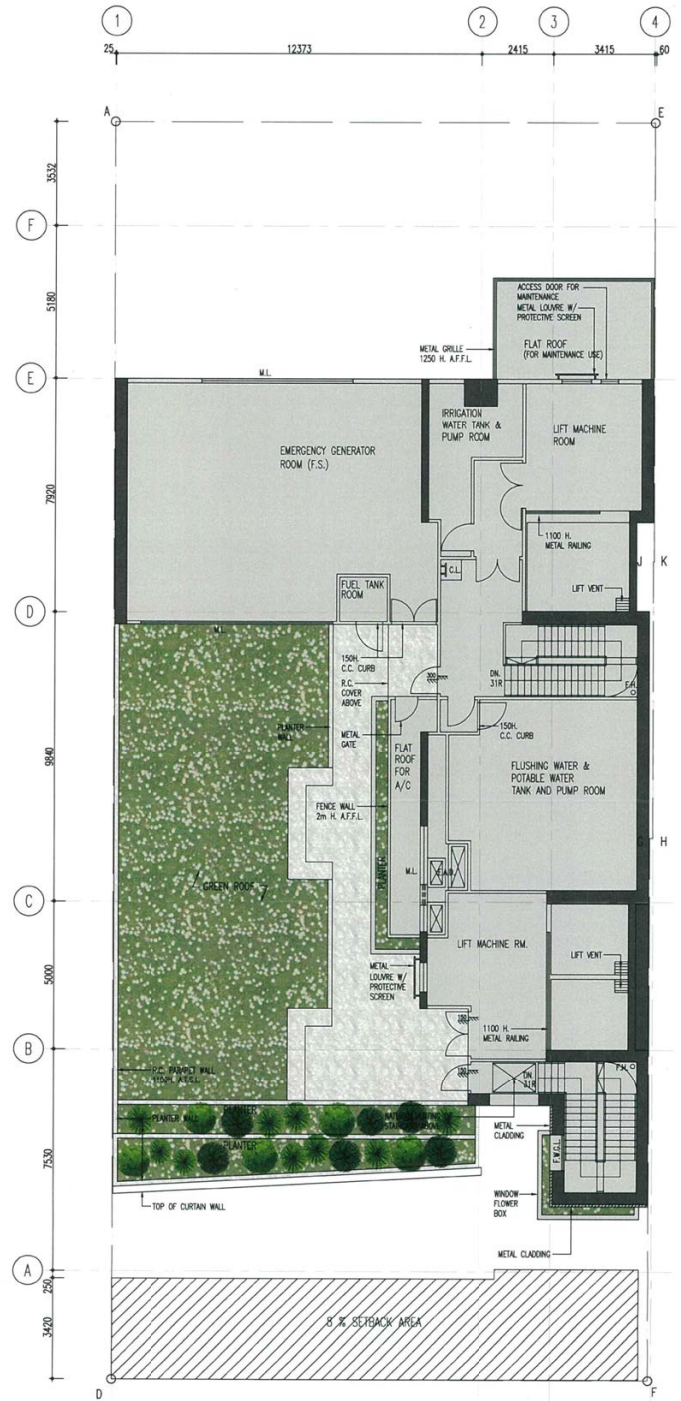 1
2
3
4
25
12373
2415
3415
60
A
E
3532
F
5180
ACCESS DOOR FOR
MAINTENANCE
METAL LOUVRE W/
PROTECTIVE SCREEN
FLAT ROOF
(FOR MAINTENANCE USE)
METAL GRILLE
1250 H. A.F.F.L.
E
M.L.
IRRIGATION
WATER TANK &
PUMP ROOM
LIFT MACHINE
ROOM
EMERGENCY GENERATOR
ROOM (F.S.)
7920
1100 H.
METAL RAILING
J
K
C.L.
FUEL TANK
ROOM
LIFT VENT
D
M.L.
150H.
C.C. CURB
R.C.
COVER
ABOVE
300
DN.
31R
F.H.
PLANTER
WALL
METAL
GATE
FLAT
ROOF
FOR
A/C
150H.
C.C. CURB
9840
FLUSHING WATER &
POTABLE WATER
TANK AND PUMP ROOM
FENCE WALL
2m H. A.F.F.L.
G
H
PLANTER
M.L.
E.A.D.
GREEN ROOF
C
LIFT MACHINE RM.
LIFT VENT
METAL
LOUVRE W/
PROTECTIVE
SCREEN
5000
150
1100 H.
METAL RAILING
B
R.C. PARAPET WALL
150
DN
31R
F.H.
PLANTER
PLANTER WALL
METAL
CLADDING
PLANTER
7530
F.W.G.L.
TOP OF CURTAIN WALL
WINDOW
FLOWER
BOX
METAL CLADDING
A
250
3420
8 % SETBACK AREA
D
F